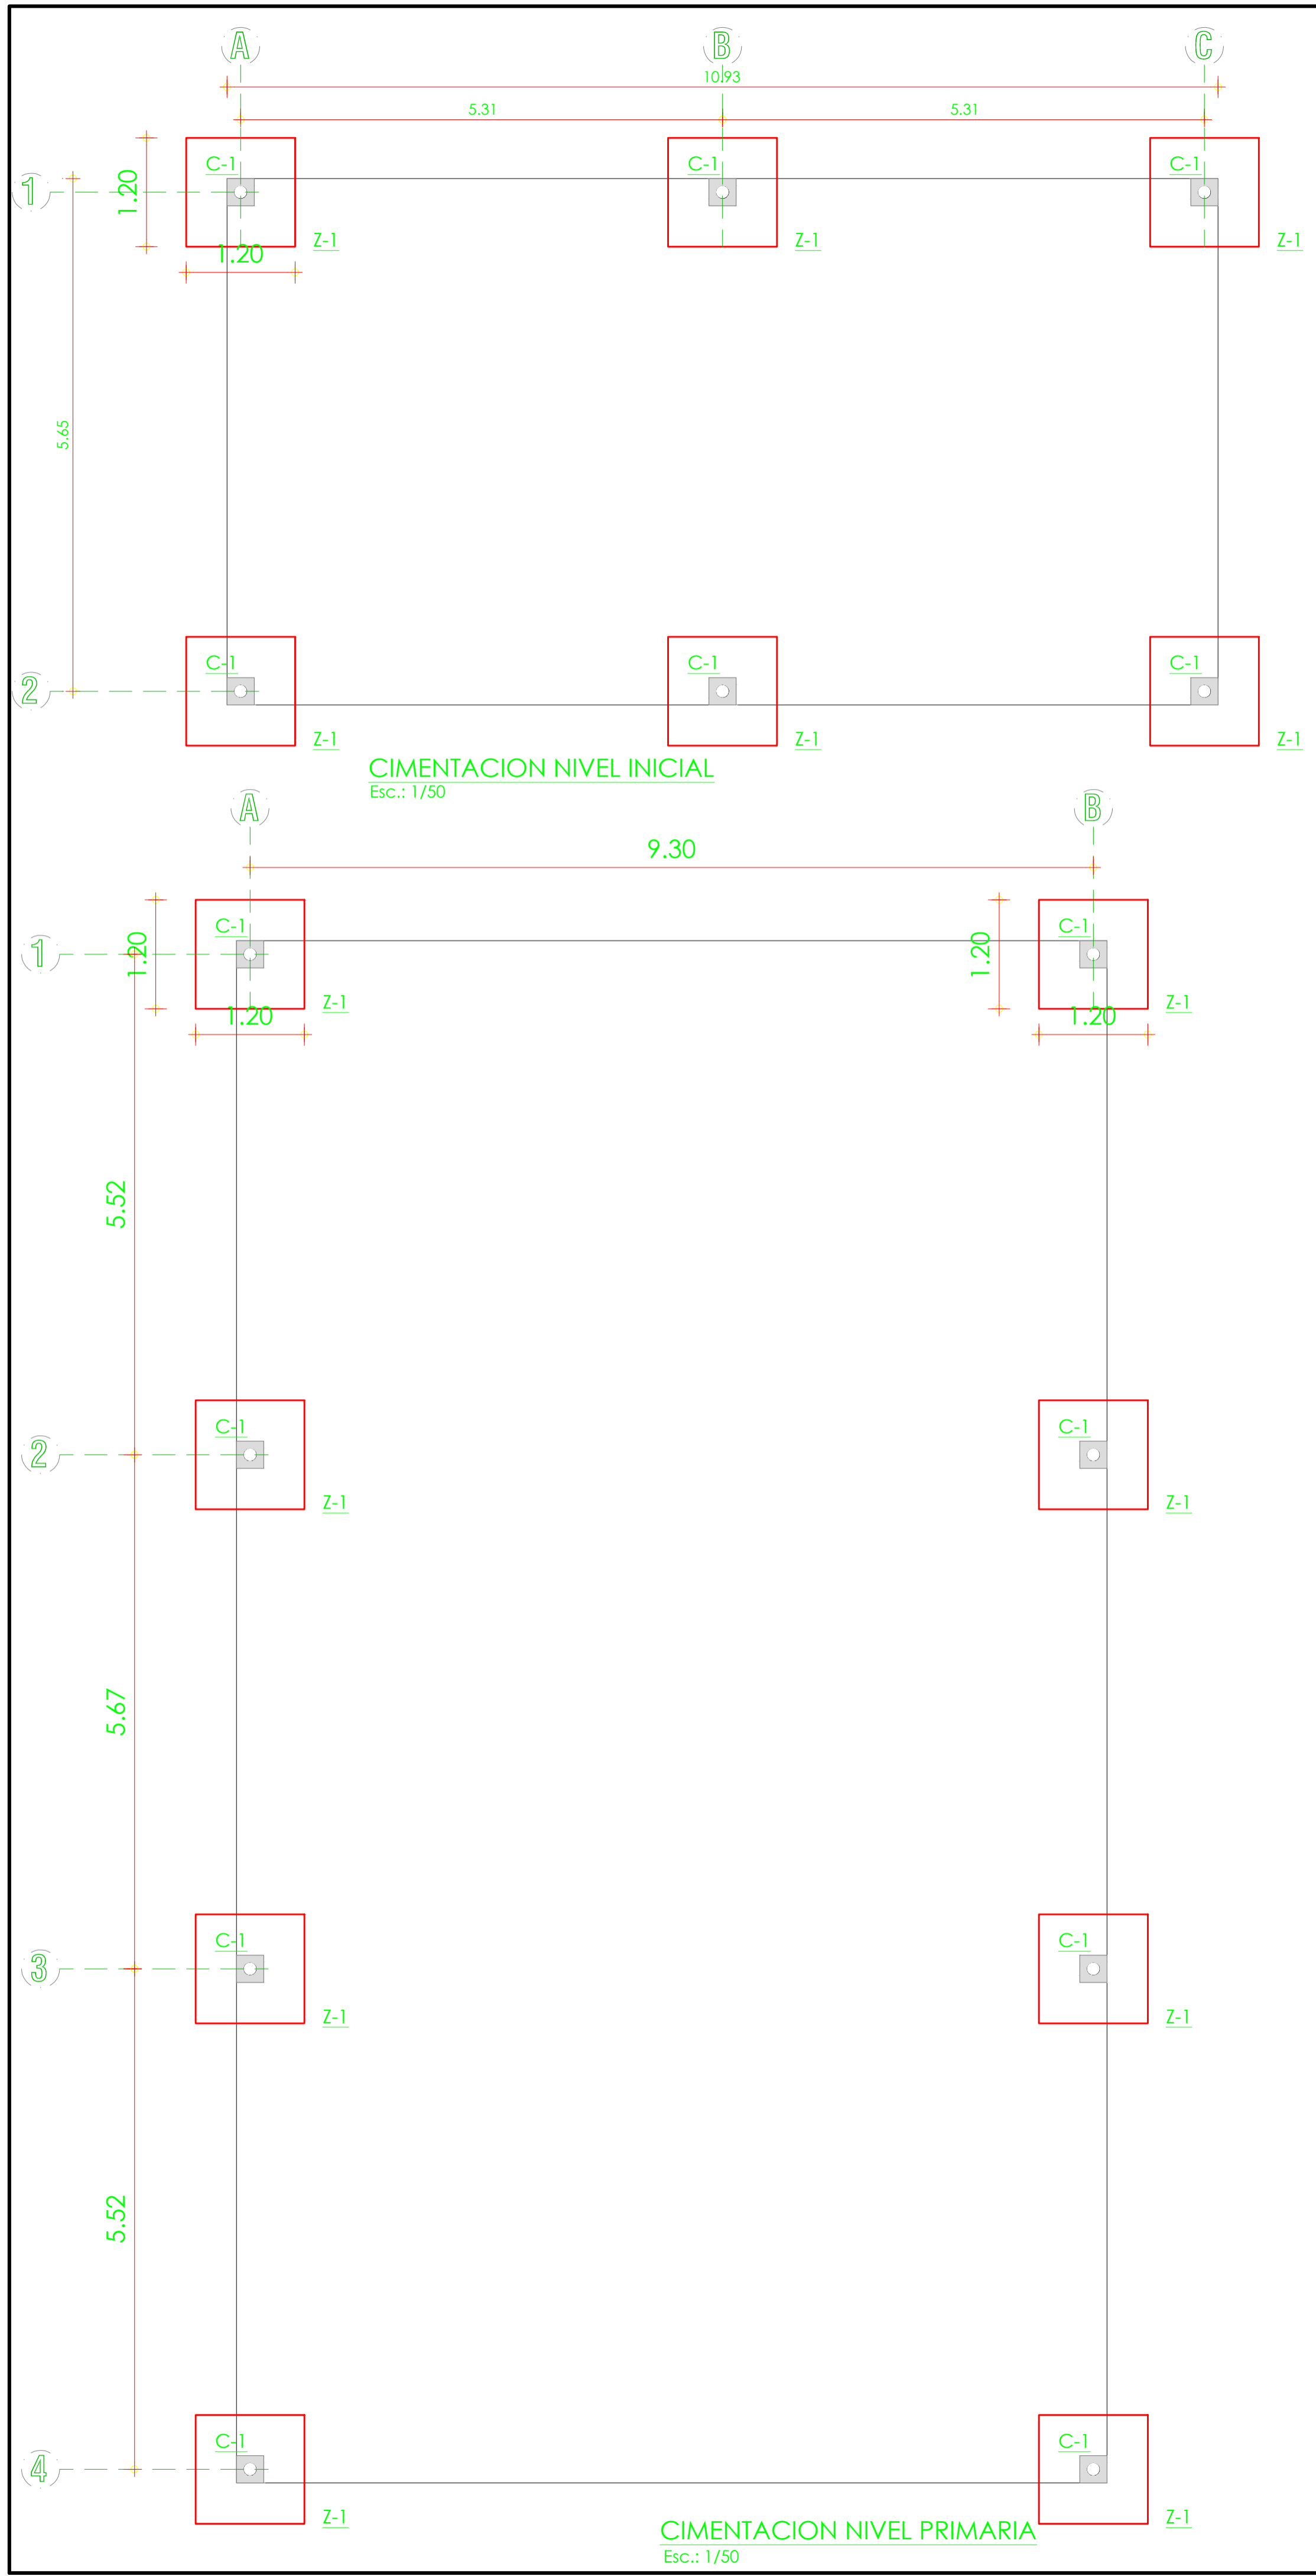 A B C
10.93
5.31 5.31
C-1 C-1 C-1
1
1.20
Z-1 Z-1 Z-1
1.20
5.65
C-1 C-1 C-1
2
Z-1 Z-1 Z-1
CIMENTACION NIVEL INICIAL
Esc.: 1/50
A B
9.30
C-1 C-1
1
1.20 1.20
Z-1 Z-1
1.20 1.20
5.52
C-1 C-1
2
Z-1 Z-1
5.67
C-1 C-1
3
Z-1 Z-1
5.52
C-1 C-1
4
Z-1 Z-1
CIMENTACION NIVEL PRIMARIA
Esc.: 1/50